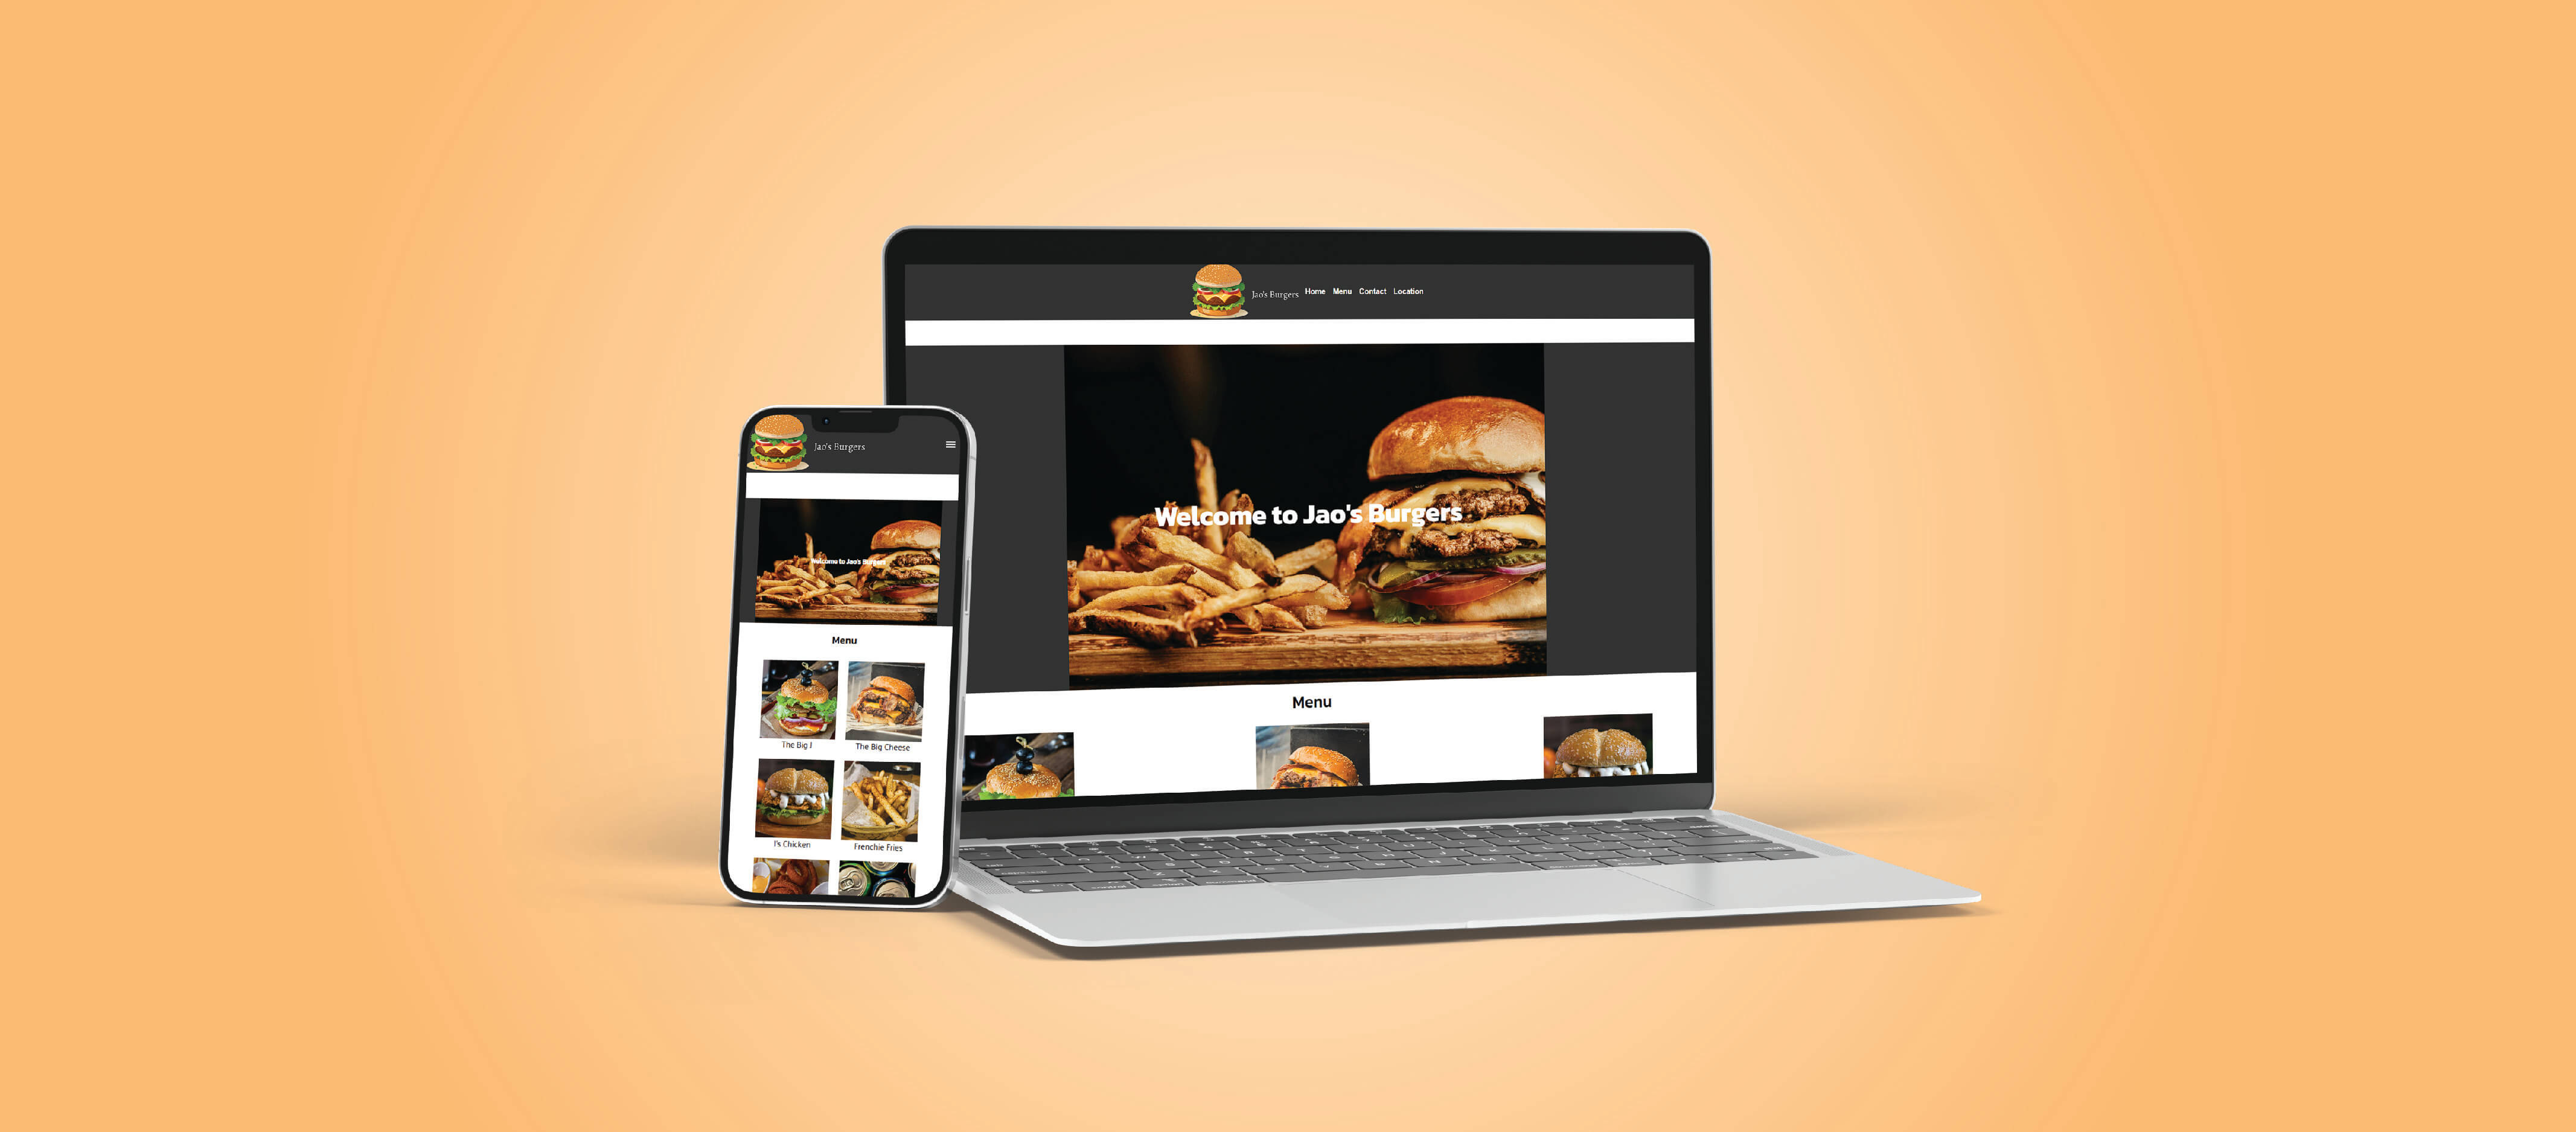 Jao's Burgers Home Menu Contact Location
Welcome to Jao's Burgers
Menu
Jao's Burgers
Welcome to Jao's Burgers
Menu
The Big J The Big Cheese
J's Chicken Frenchie Fries